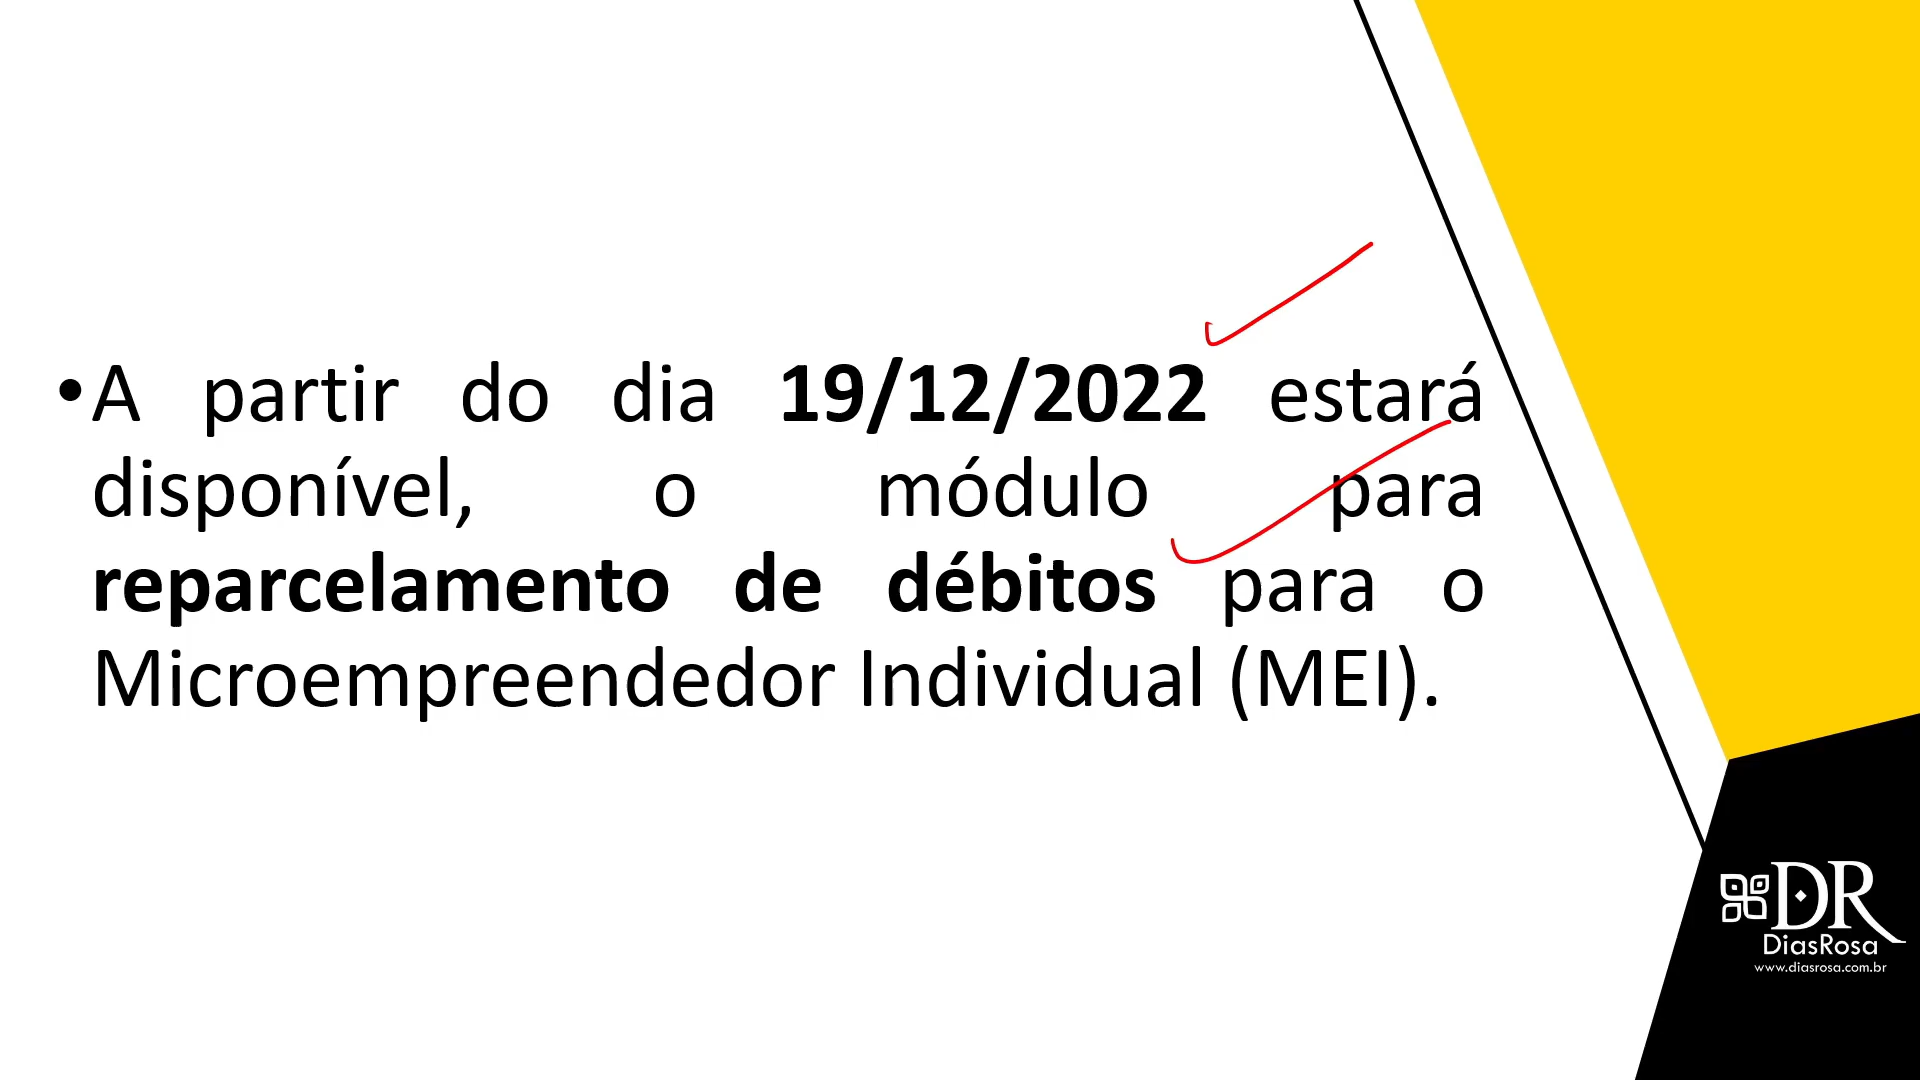 •A partir do dia 19/12/2022 estará
disponível, o módulo para
reparcelamento de débitos para o
Microempreendedor Individual (MEI).
DR
DiasRosa
www.diasrosa.com.br